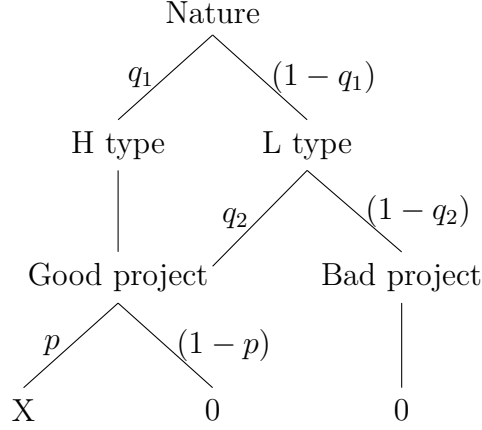 Nature
q₁ (1 − q₁)
H type L type
q₂ (1 − q₂)
Good project Bad project
p (1 − p)
X 0 0